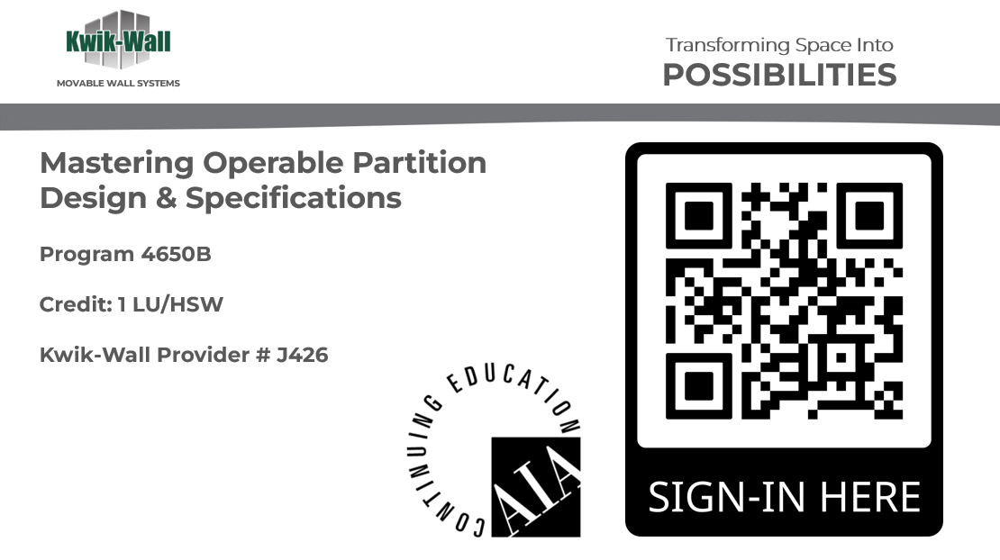 Kwik-Wall
MOVABLE WALL SYSTEMS
Transforming Space Into
POSSIBILITIES
Mastering Operable Partition
Design & Specifications
Program 4650B
Credit: 1 LU/HSW
Kwik-Wall Provider # J426
CONTINUING EDUCATION
AIA
SIGN-IN HERE